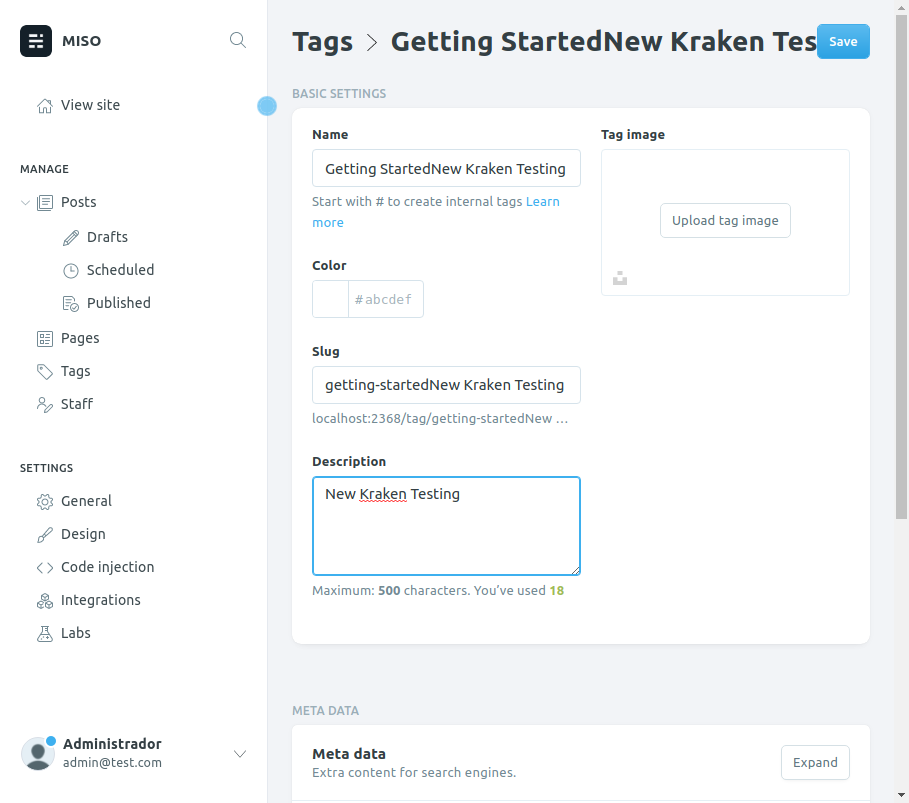 MISO
View site
MANAGE
Posts
Drafts
Scheduled
Published
Pages
Tags
Staff
SETTINGS
General
Design
Code injection
Integrations
Labs
Administrador
admin@test.com
Tags > Getting StartedNew Kraken Tes
Save
BASIC SETTINGS
Name
Getting StartedNew Kraken Testing
Start with # to create internal tags Learn
more
Color
#abcdef
Slug
getting-startedNew Kraken Testing
localhost:2368/tag/getting-startedNew …
Description
New Kraken Testing
Maximum: 500 characters. You’ve used 18
Tag image
Upload tag image
META DATA
Meta data
Extra content for search engines.
Expand